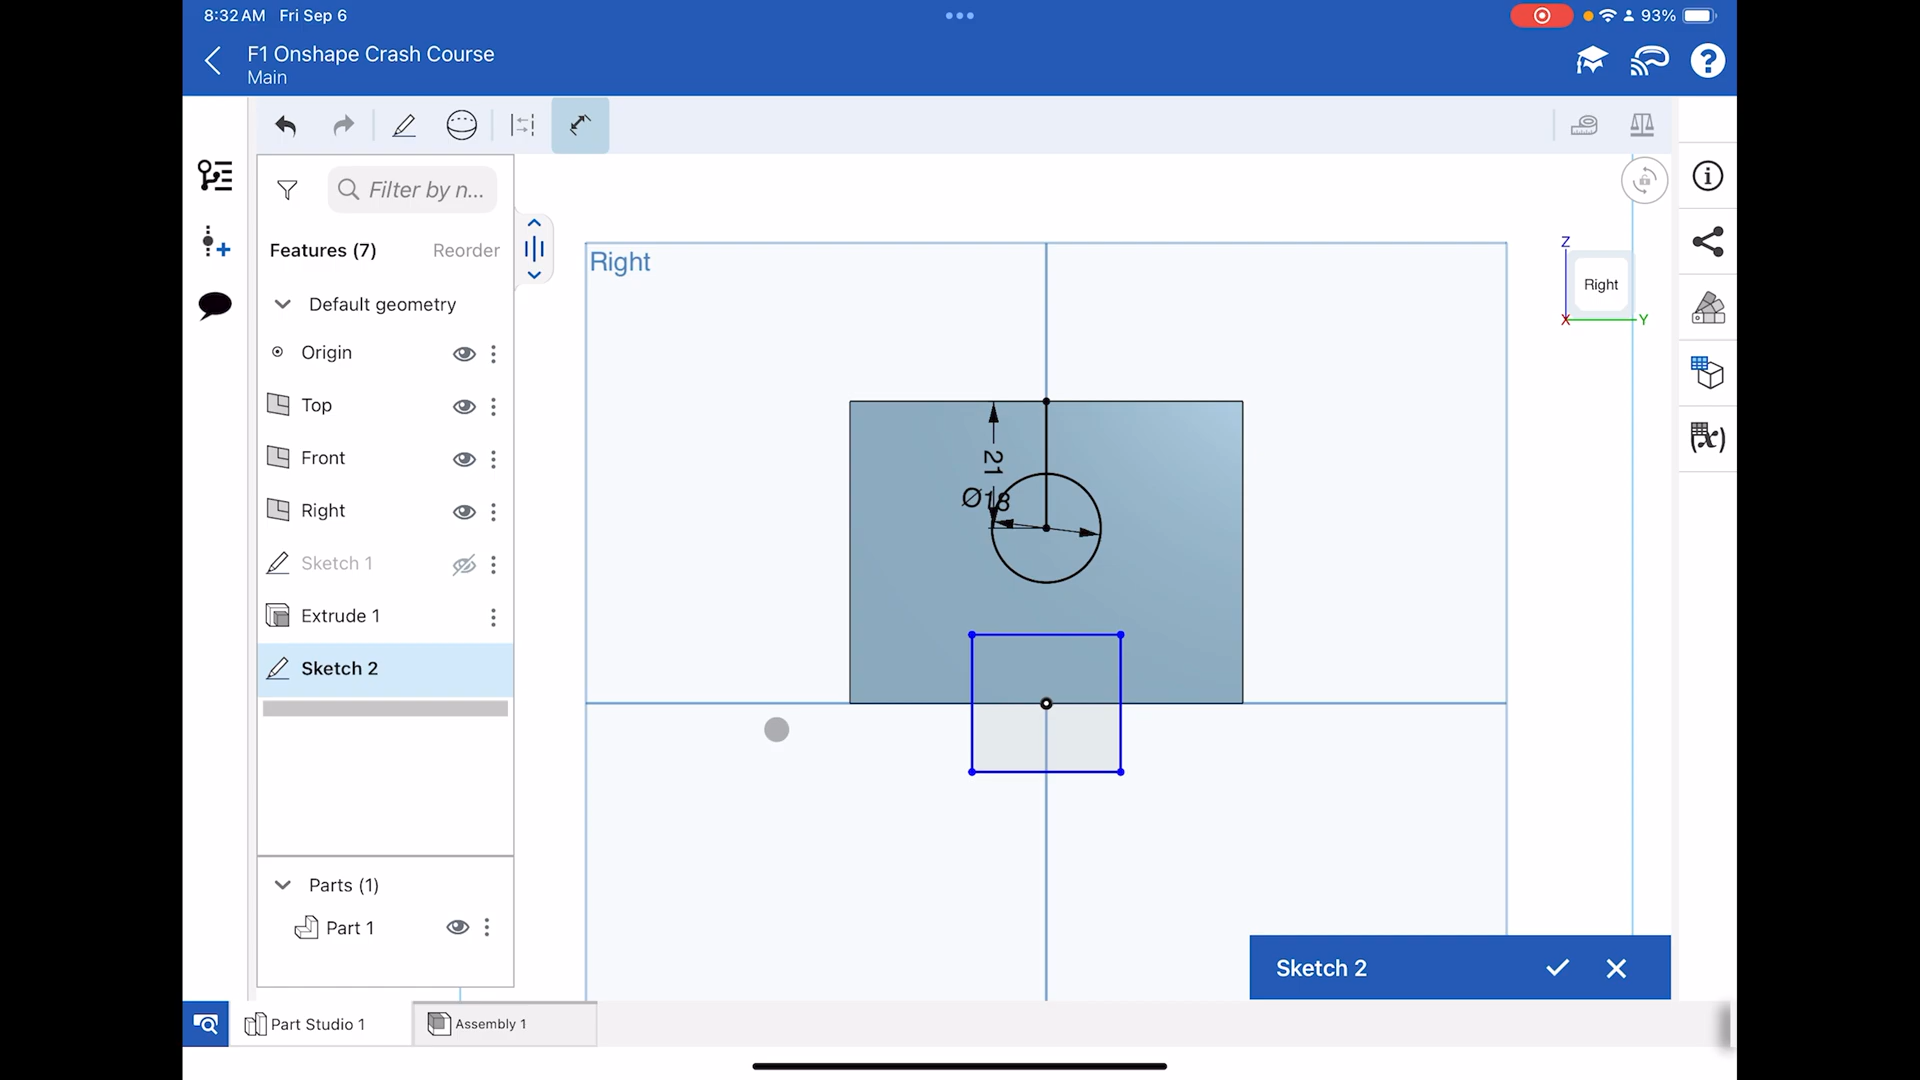 8:32 AM Fri Sep 6
93%
F1 Onshape Crash Course
Main
Filter by n...
Features (7)
Reorder
Default geometry
Origin
Top
Front
Right
Sketch 1
Extrude 1
Sketch 2
Parts (1)
Part 1
Right
21
Ø18
Z
Right
X
Y
(x)
Sketch 2
Part Studio 1
Assembly 1